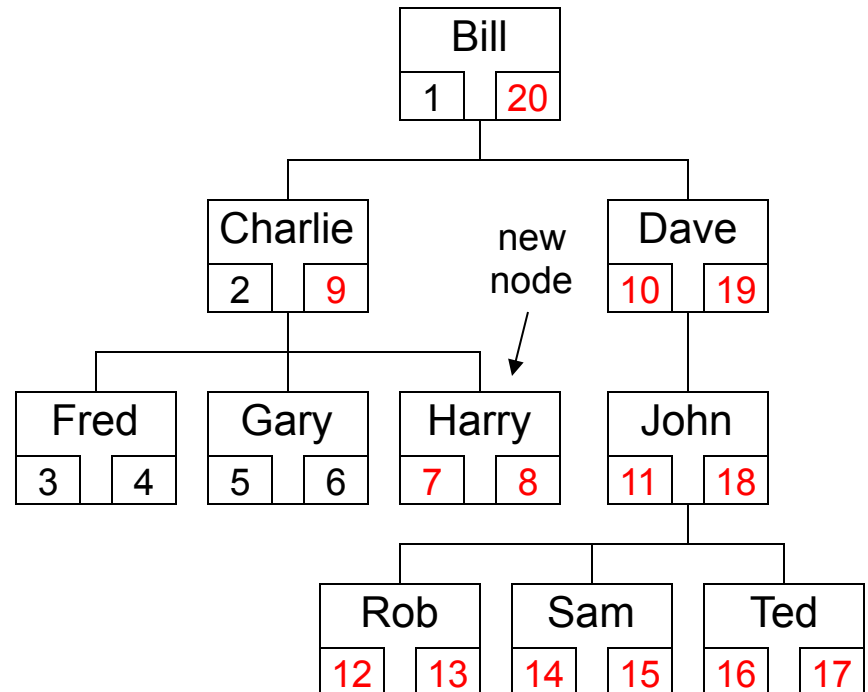 Bill
1 20
Charlie
new
node
Dave
2 9
10 19
Fred
Gary
Harry
John
3 4
5 6
7 8
11 18
Rob
Sam
Ted
12 13
14 15
16 17